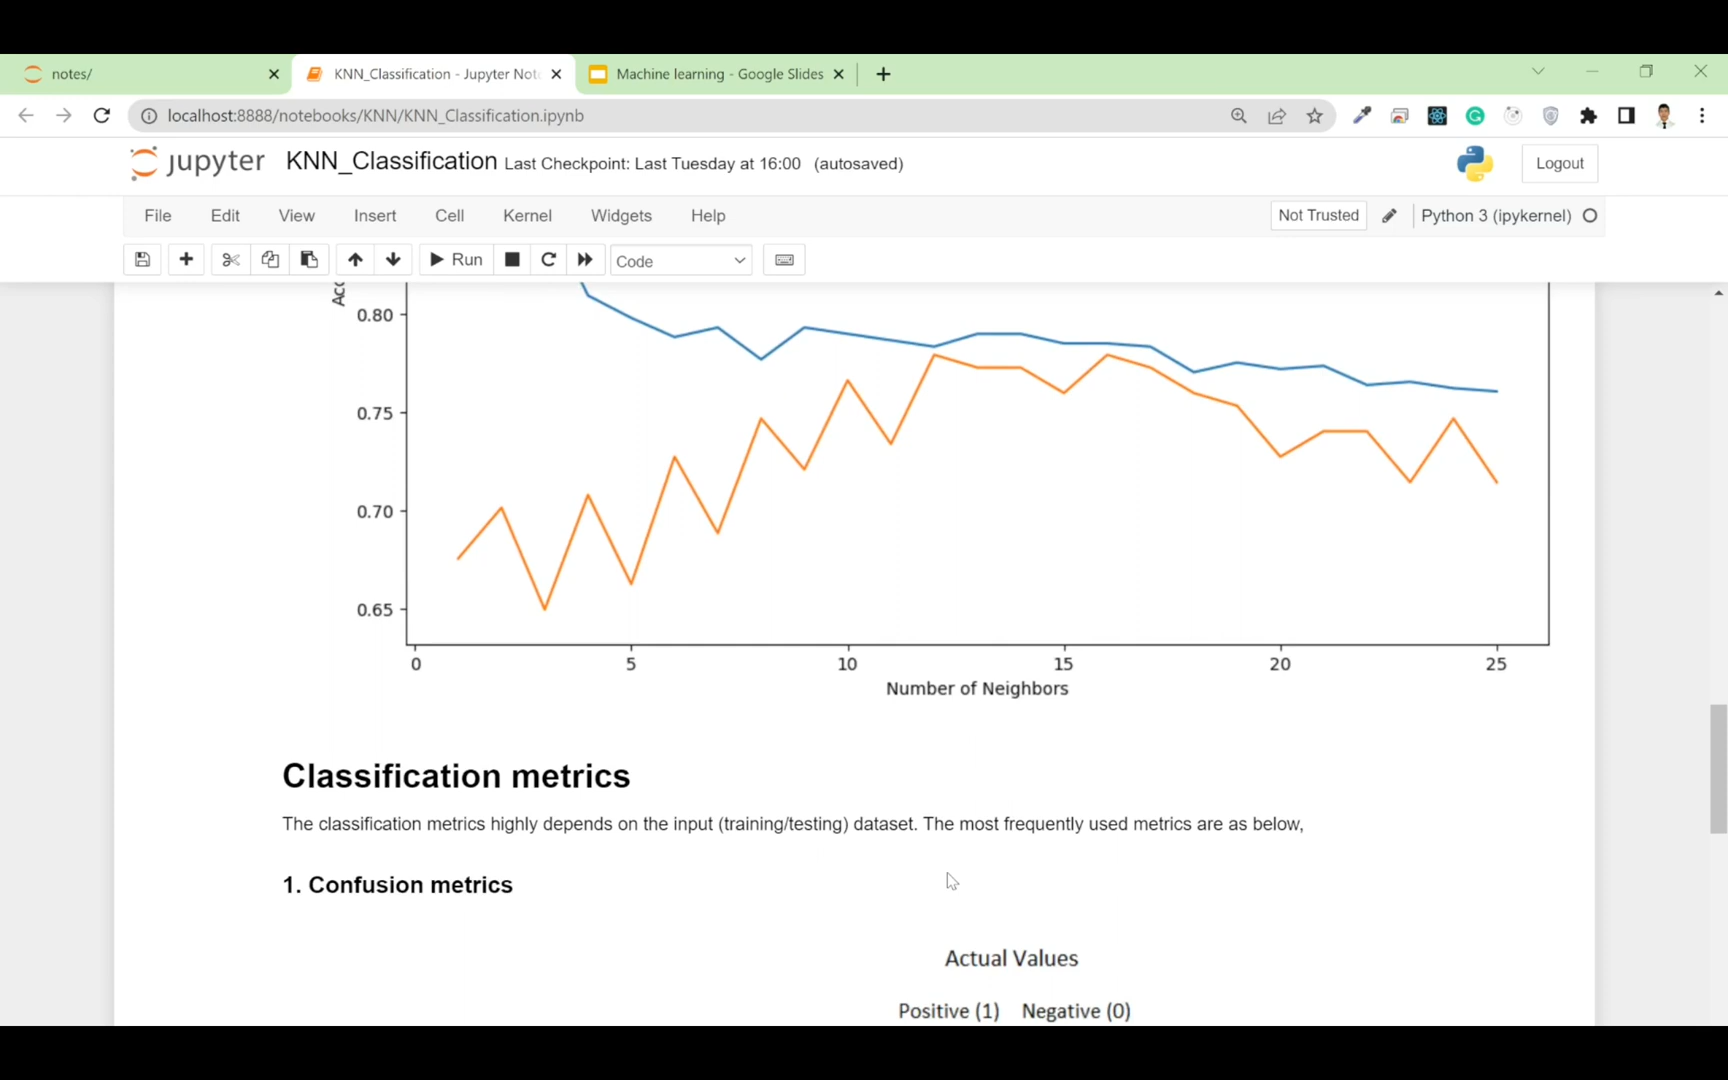 notes/
KNN_Classification - Jupyter Not
Machine learning - Google Slides
localhost:8888/notebooks/KNN/KNN_Classification.ipynb
jupyter KNN_Classification Last Checkpoint: Last Tuesday at 16:00 (autosaved)
Logout
File Edit View Insert Cell Kernel Widgets Help
Not Trusted
Python 3 (ipykernel)
Run
Code
Acc
0.80
0.75
0.70
0.65
0 5 10 15 20 25
Number of Neighbors
Classification metrics
The classification metrics highly depends on the input (training/testing) dataset. The most frequently used metrics are as below,
1. Confusion metrics
Actual Values
Positive (1) Negative (0)